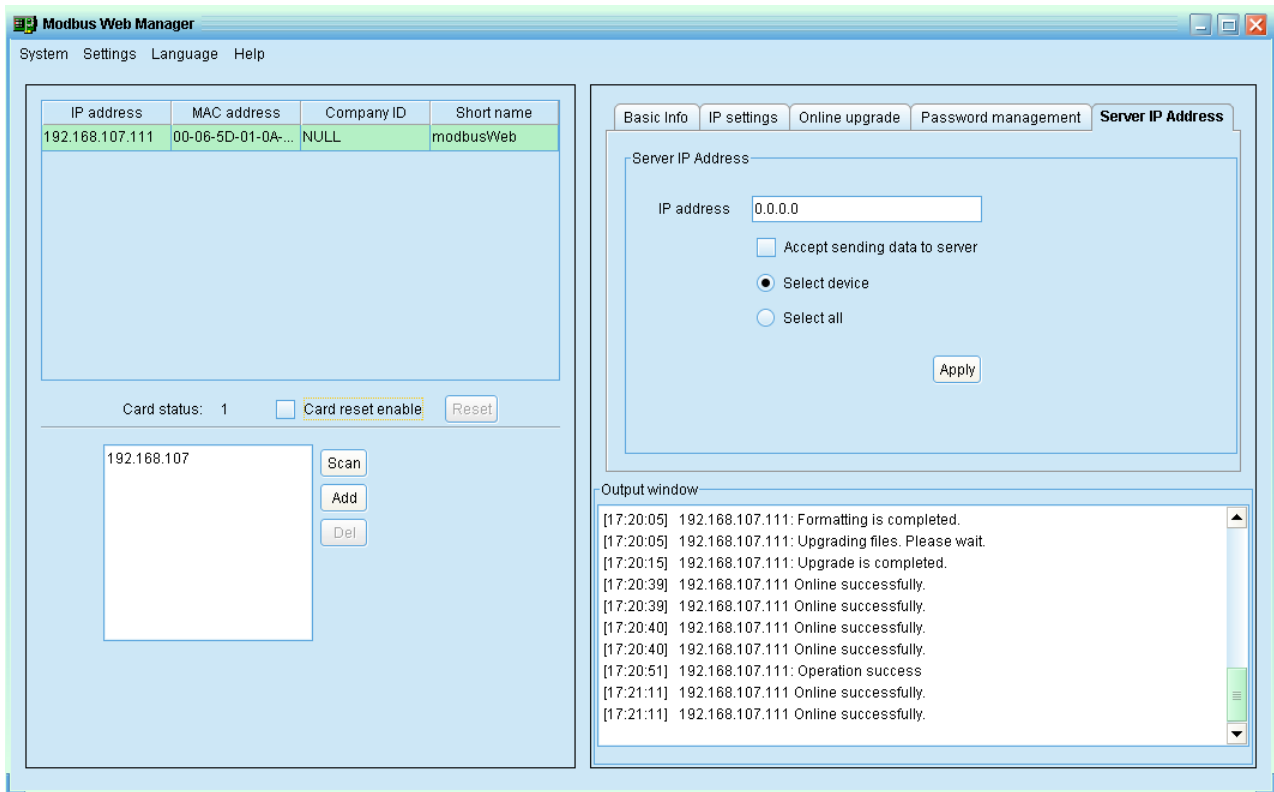 Modbus Web Manager
System Settings Language Help
IP address MAC address Company ID Short name
192.168.107.111 00-06-5D-01-0A-... NULL modbusWeb
Card status: 1 Card reset enable Reset
192.168.107
Scan
Add
Del
Basic Info IP settings Online upgrade Password management Server IP Address
Server IP Address
IP address 0.0.0.0
Accept sending data to server
Select device
Select all
Apply
Output window
[17:20:05] 192.168.107.111: Formatting is completed.
[17:20:05] 192.168.107.111: Upgrading files. Please wait.
[17:20:15] 192.168.107.111: Upgrade is completed.
[17:20:39] 192.168.107.111 Online successfully.
[17:20:39] 192.168.107.111 Online successfully.
[17:20:40] 192.168.107.111 Online successfully.
[17:20:40] 192.168.107.111 Online successfully.
[17:20:51] 192.168.107.111: Operation success
[17:21:11] 192.168.107.111 Online successfully.
[17:21:11] 192.168.107.111 Online successfully.